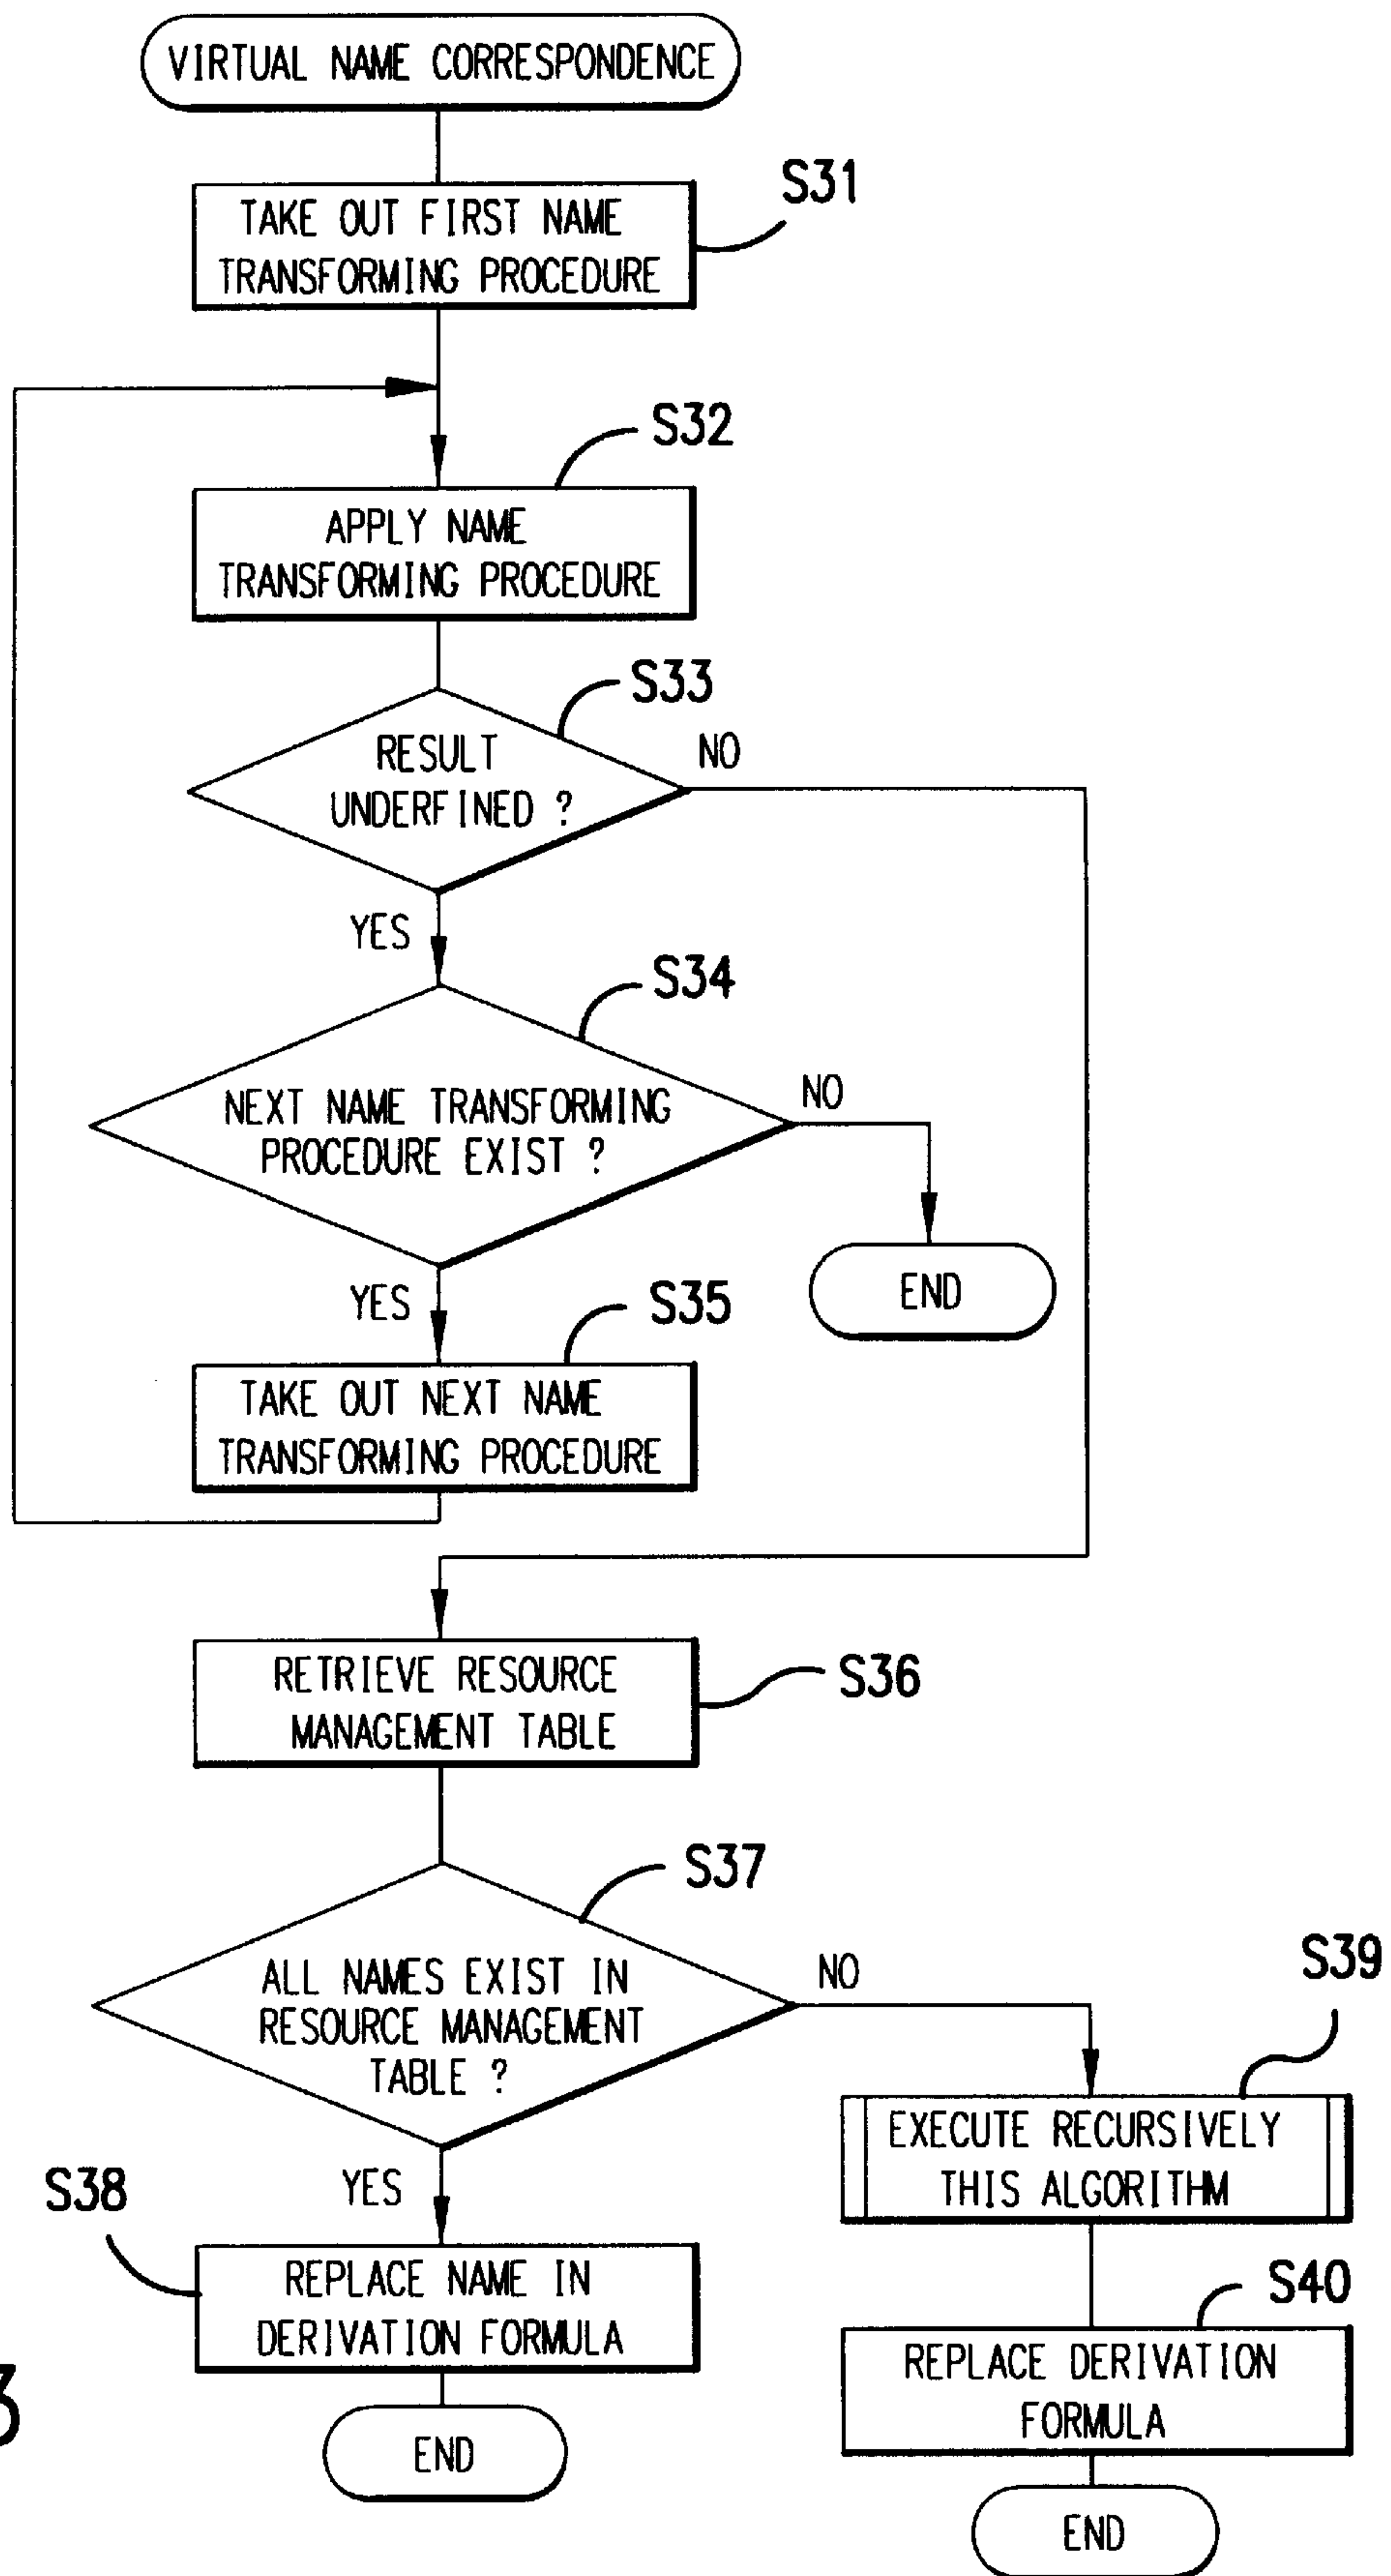 VIRTUAL NAME CORRESPONDENCE
S31
TAKE OUT FIRST NAME
TRANSFORMING PROCEDURE
S32
APPLY NAME
TRANSFORMING PROCEDURE
S33
RESULT
UNDERFINED ?
NO
YES
S34
NEXT NAME TRANSFORMING
PROCEDURE EXIST ?
NO
END
YES
S35
TAKE OUT NEXT NAME
TRANSFORMING PROCEDURE
RETRIEVE RESOURCE
MANAGEMENT TABLE
S36
S37
ALL NAMES EXIST IN
RESOURCE MANAGEMENT
TABLE ?
NO
S39
EXECUTE RECURSIVELY
THIS ALGORITHM
YES
S38
REPLACE NAME IN
DERIVATION FORMULA
S40
REPLACE DERIVATION
FORMULA
3
END
END